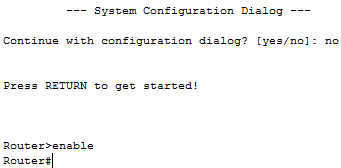 --- System Configuration Dialog ---
Continue with configuration dialog? [yes/no]: no
Press RETURN to get started!
Router>enable
Router#